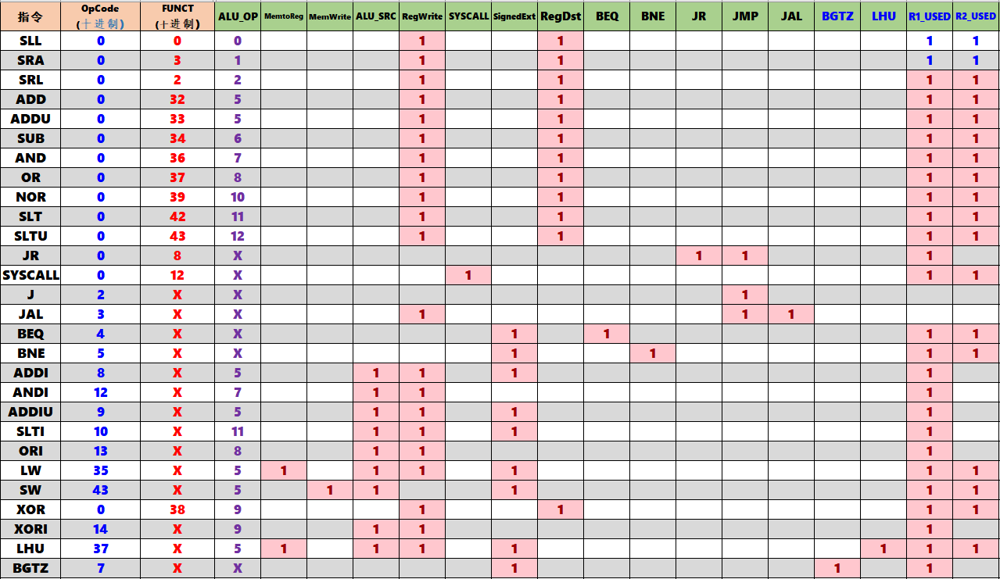 指令 OpCode (十进制) FUNCT (十进制) ALU_OP MemtoReg MemWrite ALU_SRC RegWrite SYSCALL SignedExt RegDst BEQ BNE JR JMP JAL BGTZ LHU R1_USED R2_USED
SLL 0 0 0 1 1 1 1
SRA 0 3 1 1 1 1 1
SRL 0 2 2 1 1 1 1
ADD 0 32 5 1 1 1 1
ADDU 0 33 5 1 1 1 1
SUB 0 34 6 1 1 1 1
AND 0 36 7 1 1 1 1
OR 0 37 8 1 1 1 1
NOR 0 39 10 1 1 1 1
SLT 0 42 11 1 1 1 1
SLTU 0 43 12 1 1 1 1
JR 0 8 X 1 1 1
SYSCALL 0 12 X 1 1 1
J 2 X X 1
JAL 3 X X 1 1 1
BEQ 4 X X 1 1 1 1
BNE 5 X X 1 1 1 1
ADDI 8 X 5 1 1 1 1
ANDI 12 X 7 1 1 1
ADDIU 9 X 5 1 1 1 1
SLTI 10 X 11 1 1 1 1
ORI 13 X 8 1 1 1
LW 35 X 5 1 1 1 1 1 1
SW 43 X 5 1 1 1 1 1
XOR 0 38 9 1 1 1 1
XORI 14 X 9 1 1 1
LHU 37 X 5 1 1 1 1 1 1 1
BGTZ 7 X X 1 1 1